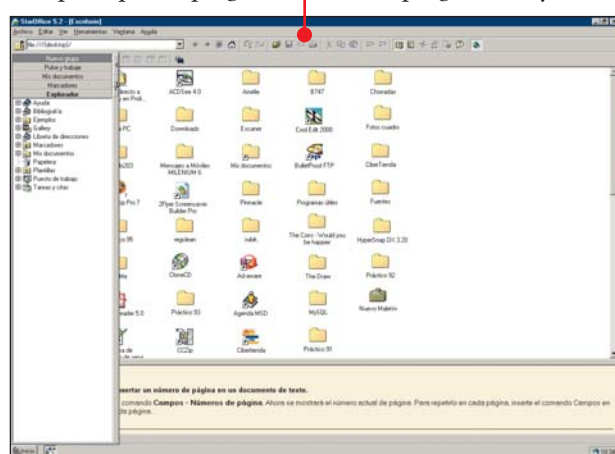 StarOffice 5.2 - [Escritorio]
Archivo Editar Ver Herramientas Ventana Ayuda
file:///desktop/
Nuevo grupo
Pulse y trabaje
Mis documentos
Marcadores
Explorador
Ayuda
Bibliografía
Ejemplos
Gallery
Libreta de direcciones
Marcadores
Mis documentos
Papelera
Plantillas
Puesto de trabajo
Tareas y citas
ACDSee 4.0
Amelie
8747
Choradas
Downloads
Escaner
Cool Edit 2000
Fotos cuadro
Mensajes a Móviles
MILENIUM 6
Mis documentos
BulletProof FTP
CiberTienda
2Flyer Screensaver
Builder Pro
Pinnacle
Programas útiles
Fuentes
regclean
rubik
The Corrs - Would you
be happier
HyperSnap DX 3.20
CloneCD
Ad-aware
The Draw
Práctico 92
Práctico 93
Agenda MSD
MySQL
Nuevo Maletín
CCZip
Cibertienda
Práctico 91
ertar un número de página en un documento de texto.
comando Campos - Números de página. Ahora se mostrará el número actual de página. Para repetirlo en cada página, inserte el comando Campos en
de página.
Inicio